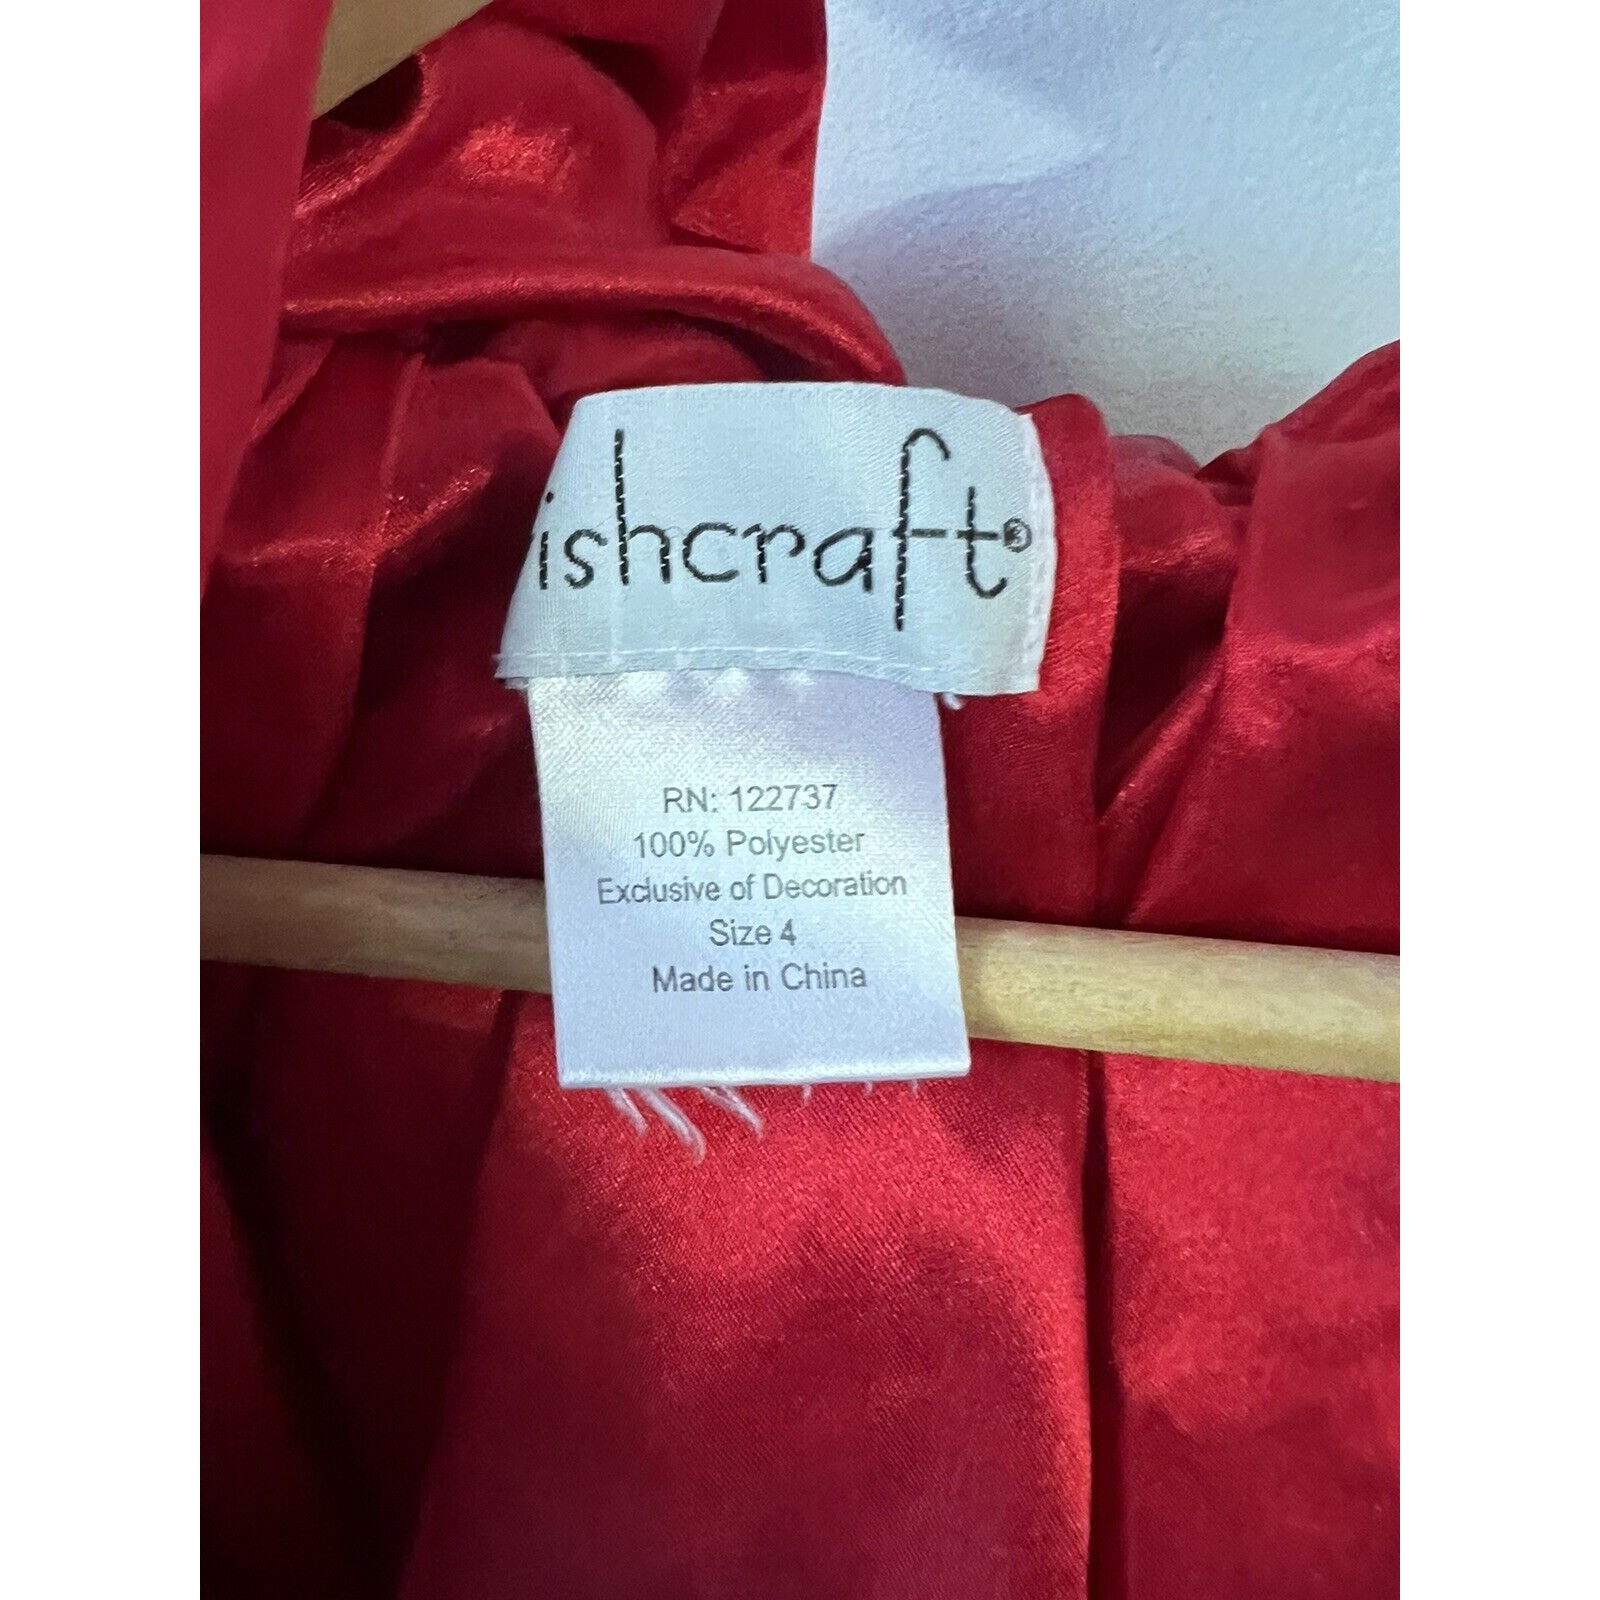 ishcraft®
RN: 122737
100% Polyester
Exclusive of Decoration
Size 4
Made in China